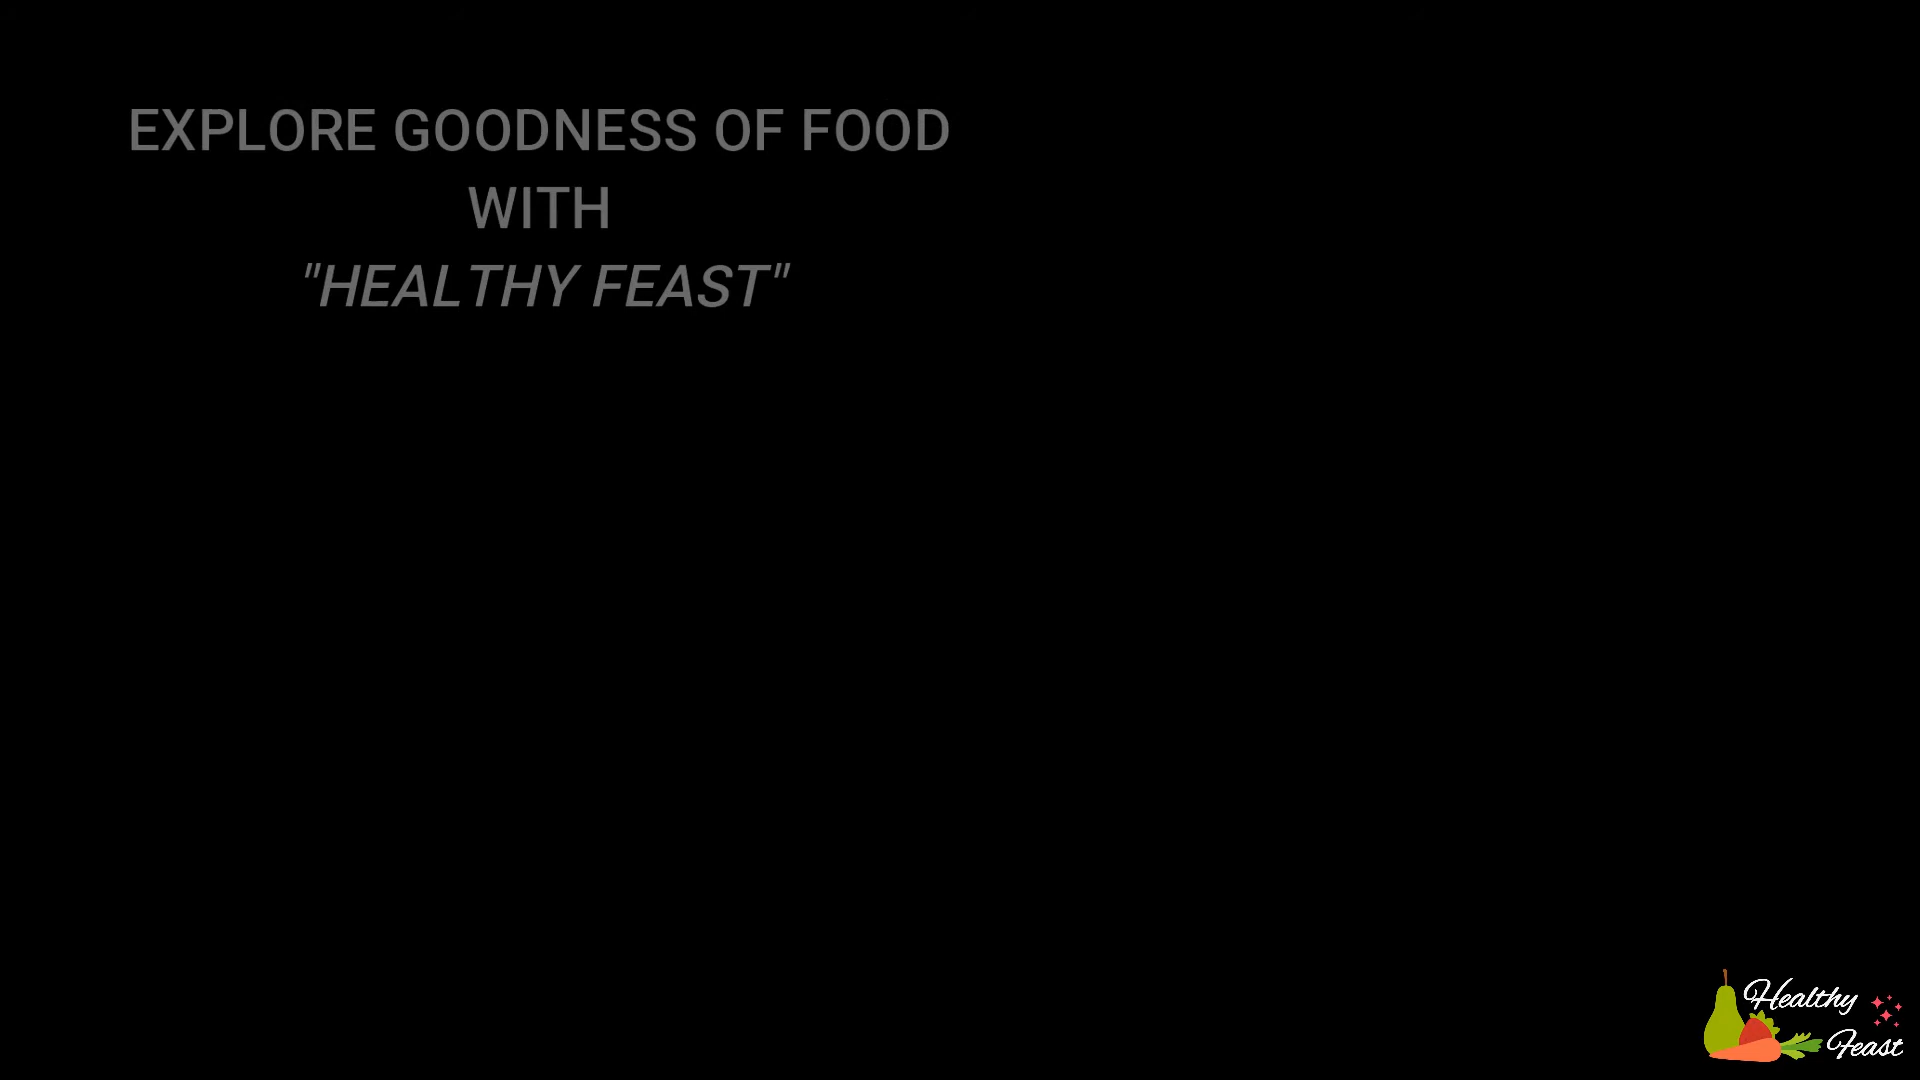 EXPLORE GOODNESS OF FOOD
WITH
"HEALTHY FEAST"
Healthy
Feast